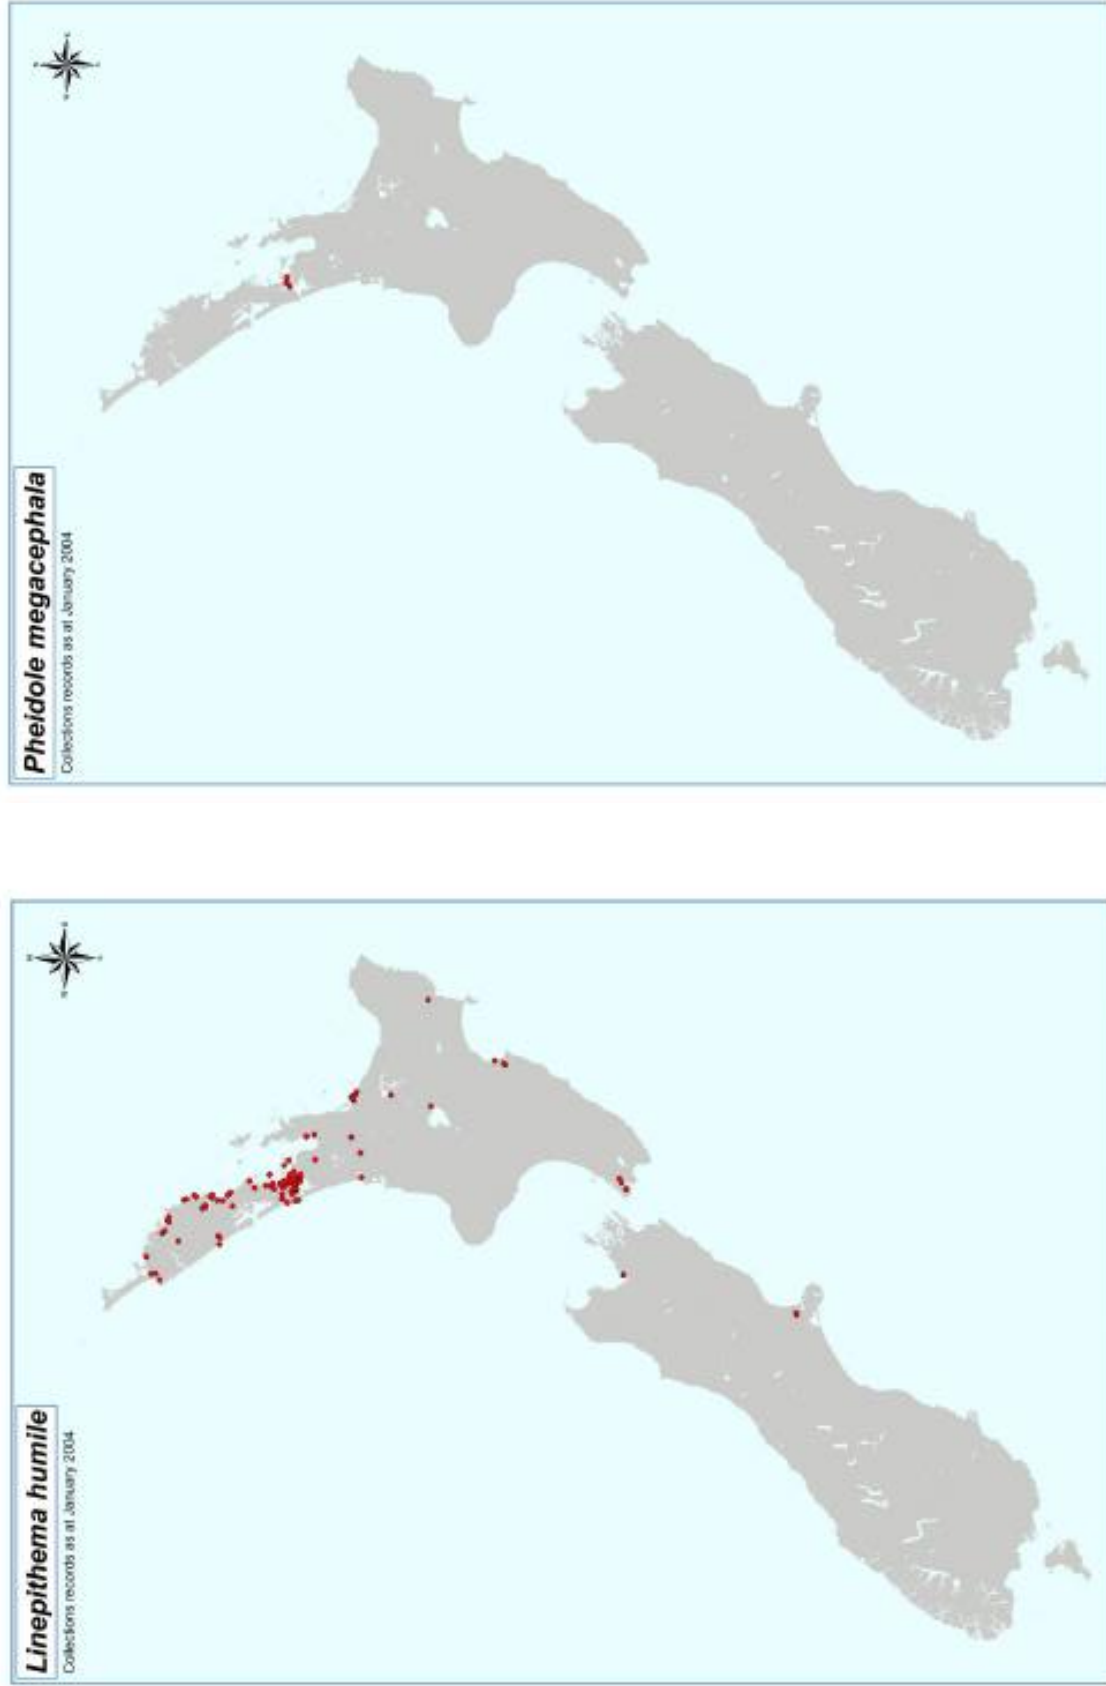 Pheidole megacephala
Collections records as at January 2004
Linepithema humile
Collections records as at January 2004